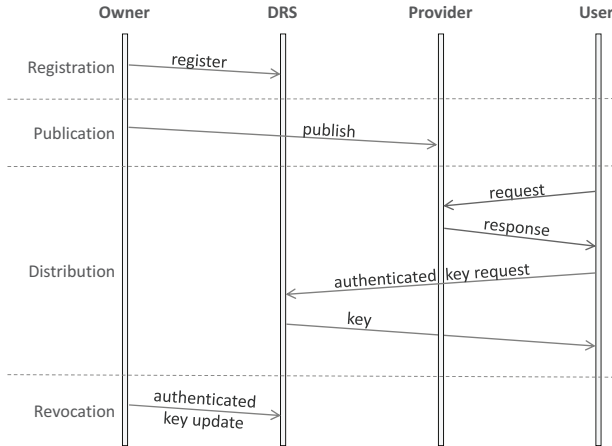 Owner DRS Provider User
Registration register
Publication publish
request
response
Distribution authenticated key request
key
authenticated
Revocation key update